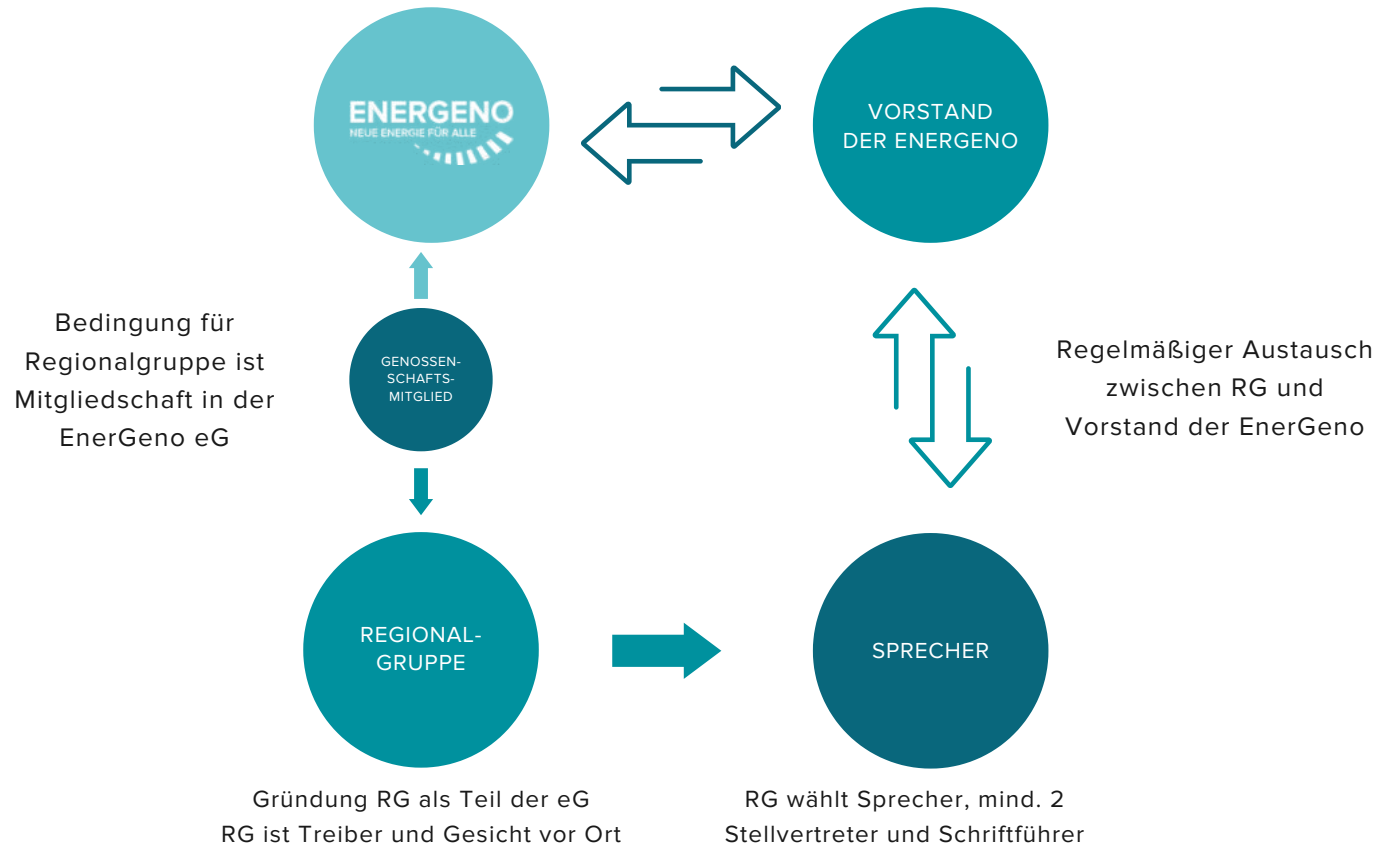 ENERGENO
NEUE ENERGIE FÜR ALLE
VORSTAND
DER ENERGENO
Bedingung für
Regionalgruppe ist
Mitgliedschaft in der
EnerGeno eG
GENOSSEN-
SCHAFTS-
MITGLIED
Regelmäßiger Austausch
zwischen RG und
Vorstand der EnerGeno
REGIONAL-
GRUPPE
SPRECHER
Gründung RG als Teil der eG
RG ist Treiber und Gesicht vor Ort
RG wählt Sprecher, mind. 2
Stellvertreter und Schriftführer